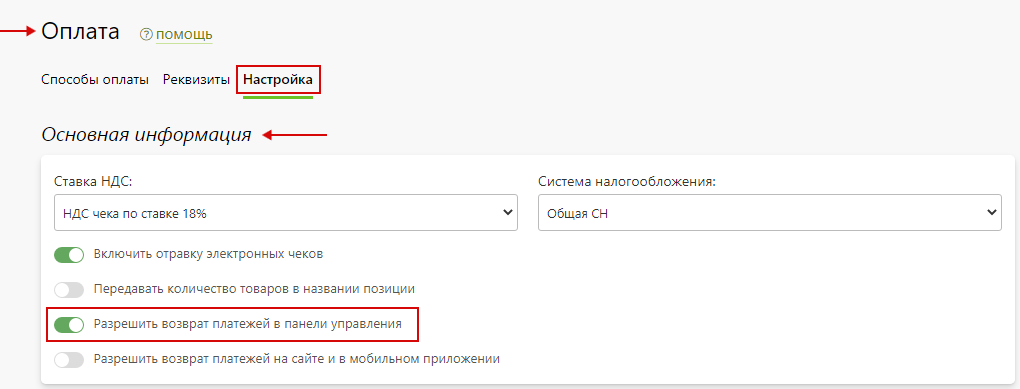 Оплата ? помощь
Способы оплаты Реквизиты Настройка
Основная информация
Ставка НДС: Система налогообложения:
НДС чека по ставке 18% Общая СН
Включить отравку электронных чеков
Передавать количество товаров в названии позиции
Разрешить возврат платежей в панели управления
Разрешить возврат платежей на сайте и в мобильном приложении